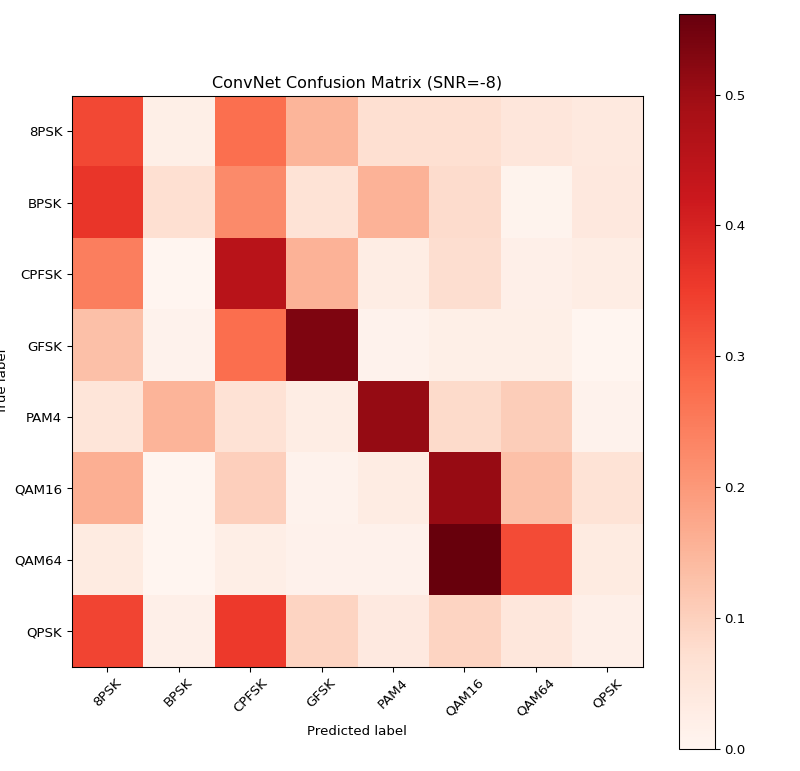 ConvNet Confusion Matrix (SNR=-8)
8PSK
BPSK
CPFSK
GFSK
PAM4
QAM16
QAM64
QPSK
8PSK
BPSK
CPFSK
GFSK
PAM4
QAM16
QAM64
QPSK
Predicted label
0.5
0.4
0.3
0.2
0.1
0.0